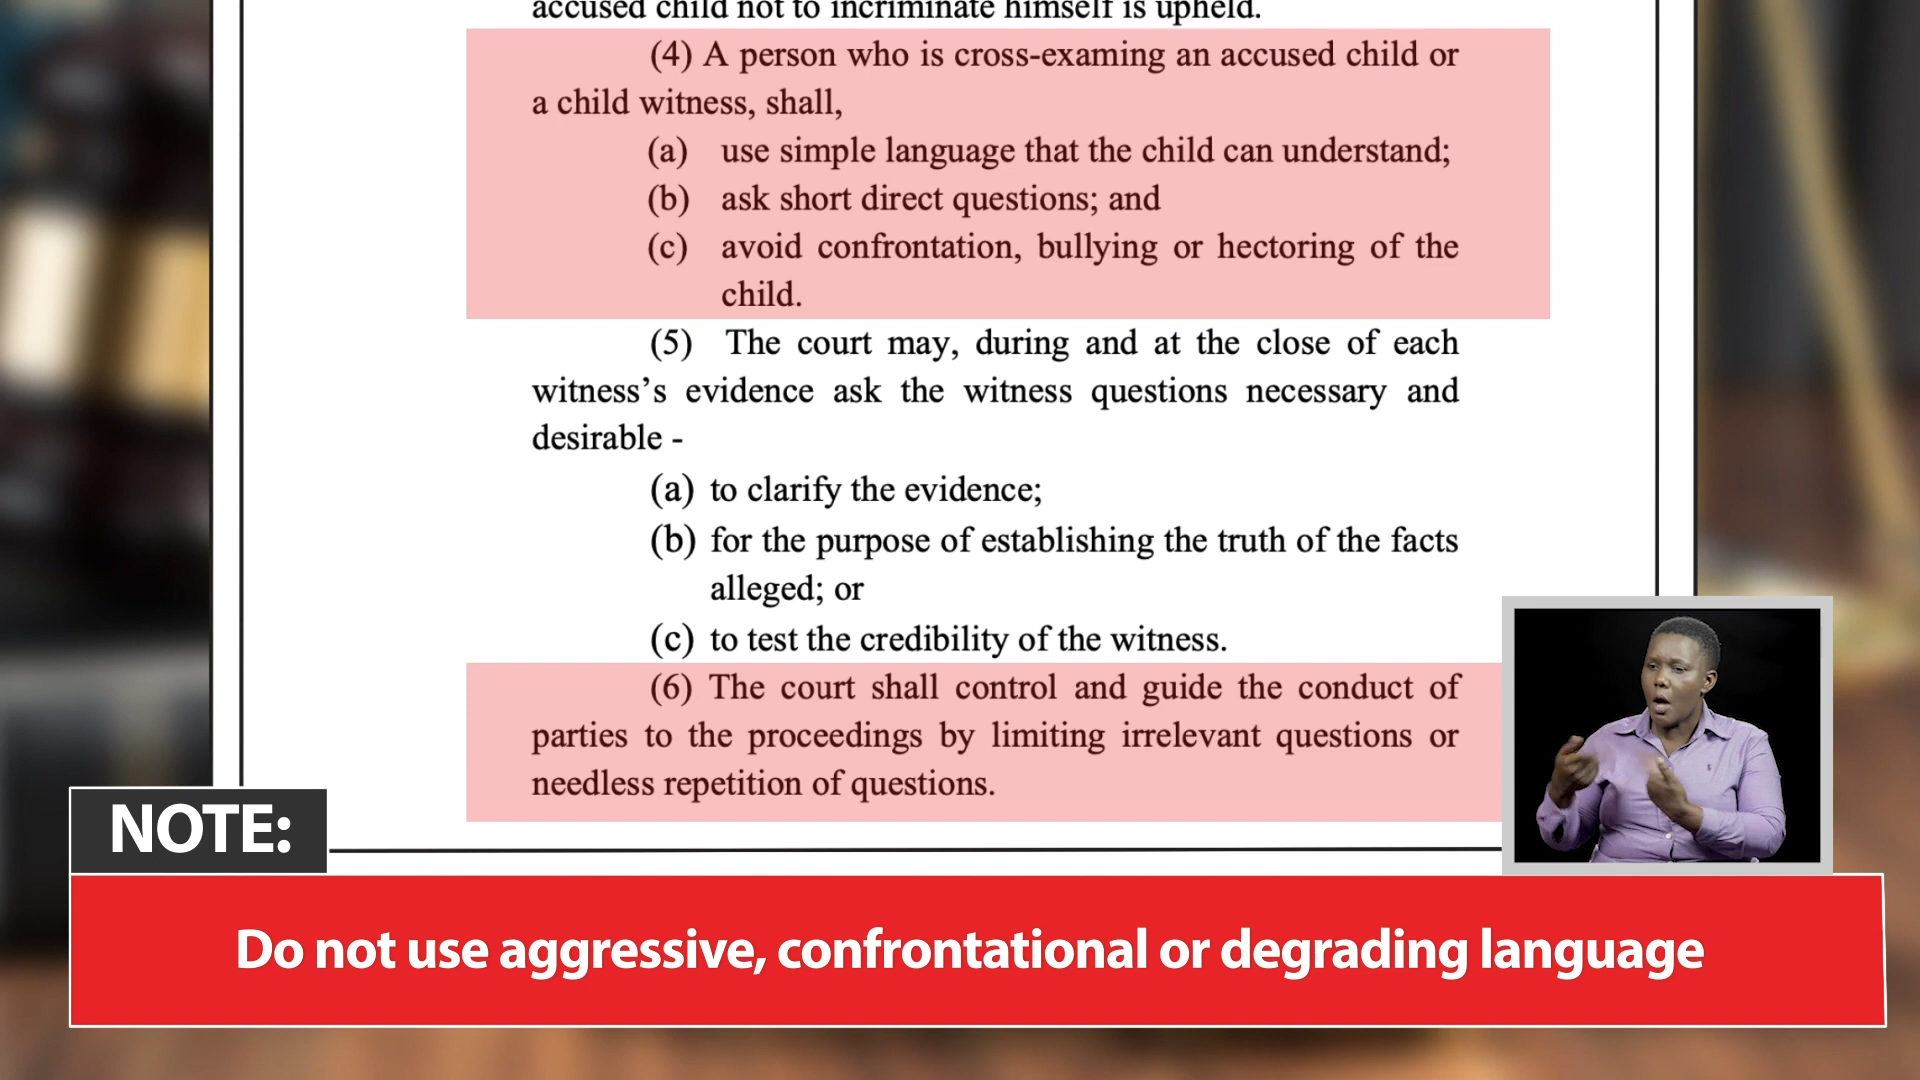 accused child not to incriminate himself is upheld.
(4) A person who is cross-examing an accused child or
a child witness, shall,
(a) use simple language that the child can understand;
(b) ask short direct questions; and
(c) avoid confrontation, bullying or hectoring of the
child.
(5) The court may, during and at the close of each
witness’s evidence ask the witness questions necessary and
desirable -
(a) to clarify the evidence;
(b) for the purpose of establishing the truth of the facts
alleged; or
(c) to test the credibility of the witness.
(6) The court shall control and guide the conduct of
parties to the proceedings by limiting irrelevant questions or
needless repetition of questions.
NOTE:
Do not use aggressive, confrontational or degrading language